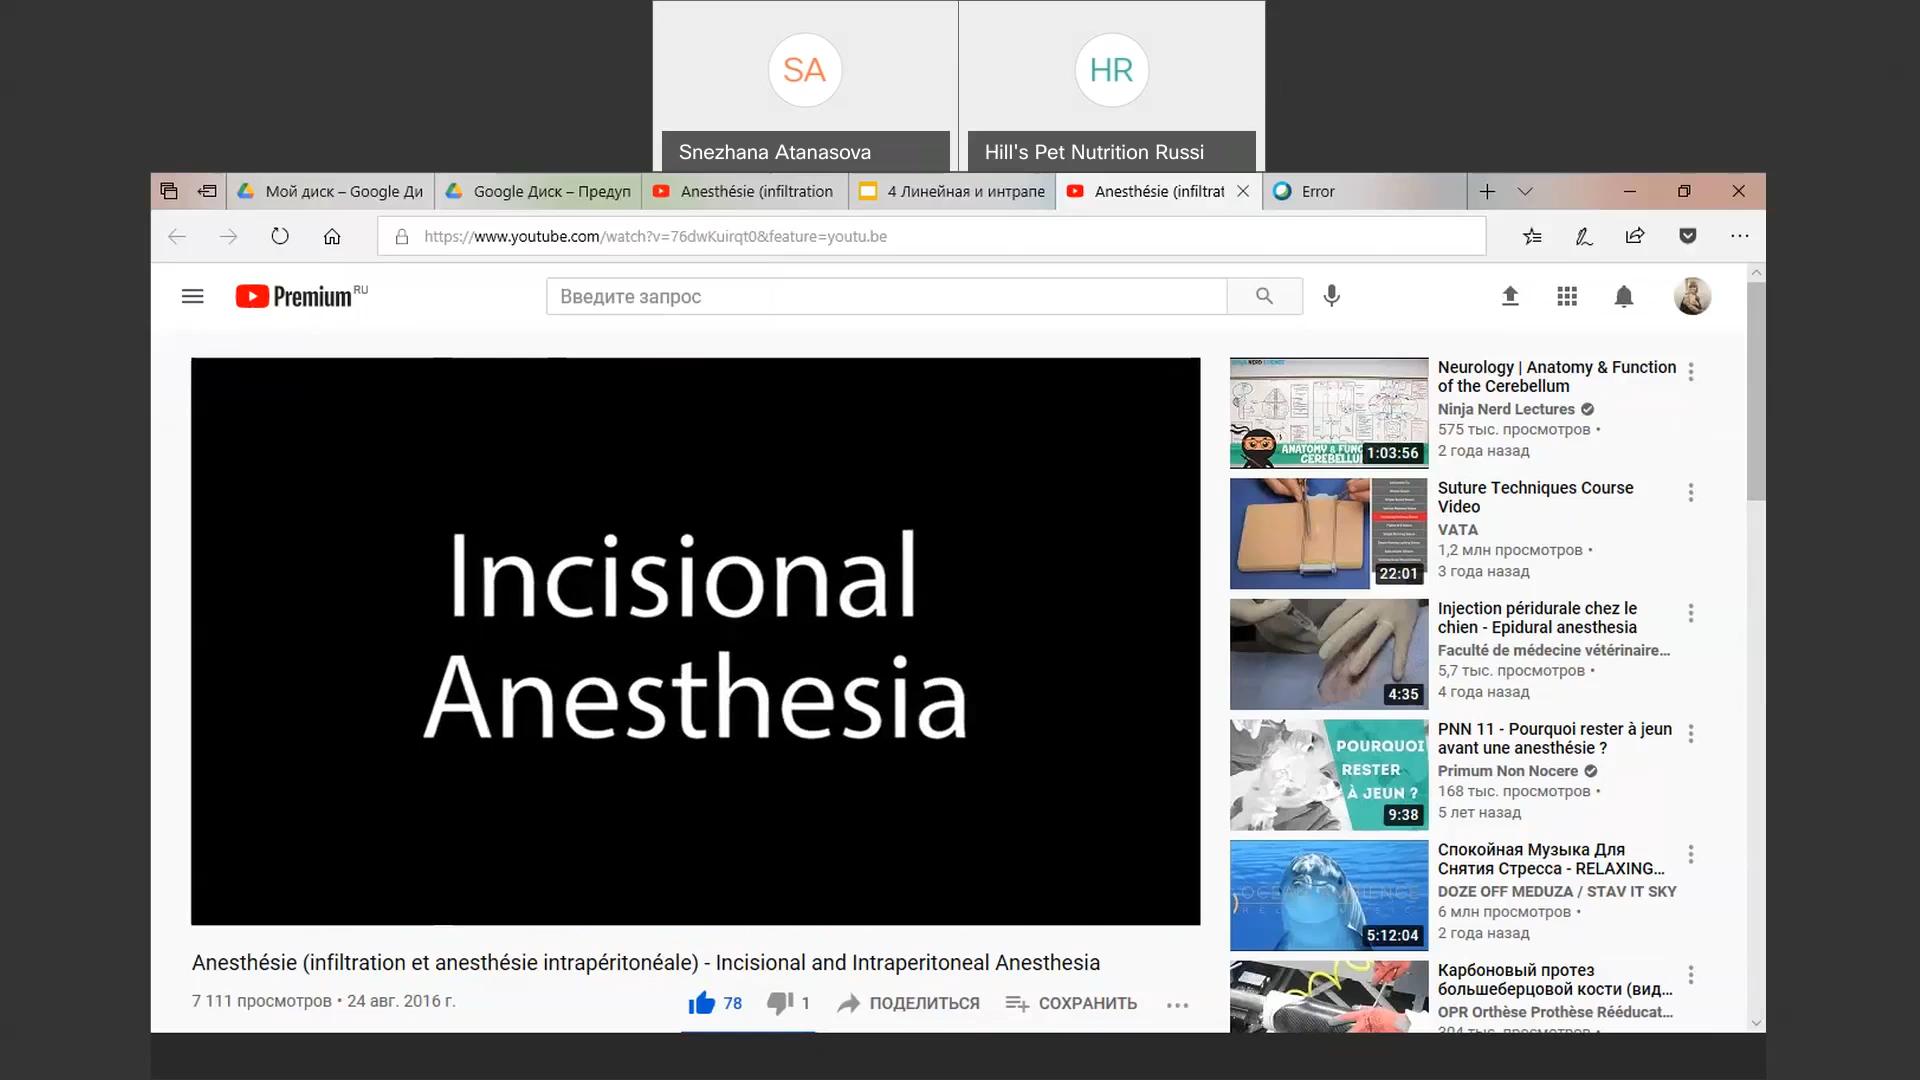 SA
HR
Snezhana Atanasova
Hill's Pet Nutrition Russi
Мой диск – Google Ди
Google Диск – Предуп
Anesthésie (infiltration
4 Линейная и интрапе
Anesthésie (infiltrat
Error
https://www.youtube.com/watch?v=76dwKuirqt0&feature=youtu.be
Premium RU
Введите запрос
Incisional
Anesthesia
Anesthésie (infiltration et anesthésie intrapéritonéale) - Incisional and Intraperitoneal Anesthesia
7 111 просмотров • 24 авг. 2016 г.
78
1
ПОДЕЛИТЬСЯ
СОХРАНИТЬ
ANATOMY & FUNC
CEREBELLU
1:03:56
Neurology | Anatomy & Function
of the Cerebellum
Ninja Nerd Lectures
575 тыс. просмотров •
2 года назад
22:01
Suture Techniques Course
Video
VATA
1,2 млн просмотров •
3 года назад
4:35
Injection péridurale chez le
chien - Epidural anesthesia
Faculté de médecine vétérinaire...
5,7 тыс. просмотров •
4 года назад
POURQUOI
RESTER
À JEUN ?
9:38
PNN 11 - Pourquoi rester à jeun
avant une anesthésie ?
Primum Non Nocere
168 тыс. просмотров •
5 лет назад
5:12:04
Спокойная Музыка Для
Снятия Стресса - RELAXING...
DOZE OFF MEDUZA / STAV IT SKY
6 млн просмотров •
2 года назад
Карбоновый протез
большеберцовой кости (вид...
OPR Orthèse Prothèse Rééducat...